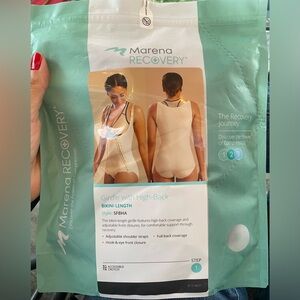 Marena
RECOVERY
Marena RECOVERY
The Recovery
Journey
Girdle with High-Back
BIKINI-LENGTH
style: SFBHA
The bikini-length girdle features high-back coverage and
adjustable hook closures for comfortable support through
recovery.
• Adjustable shoulder straps
• Full back coverage
• Hook & eye front closure
STEP
1